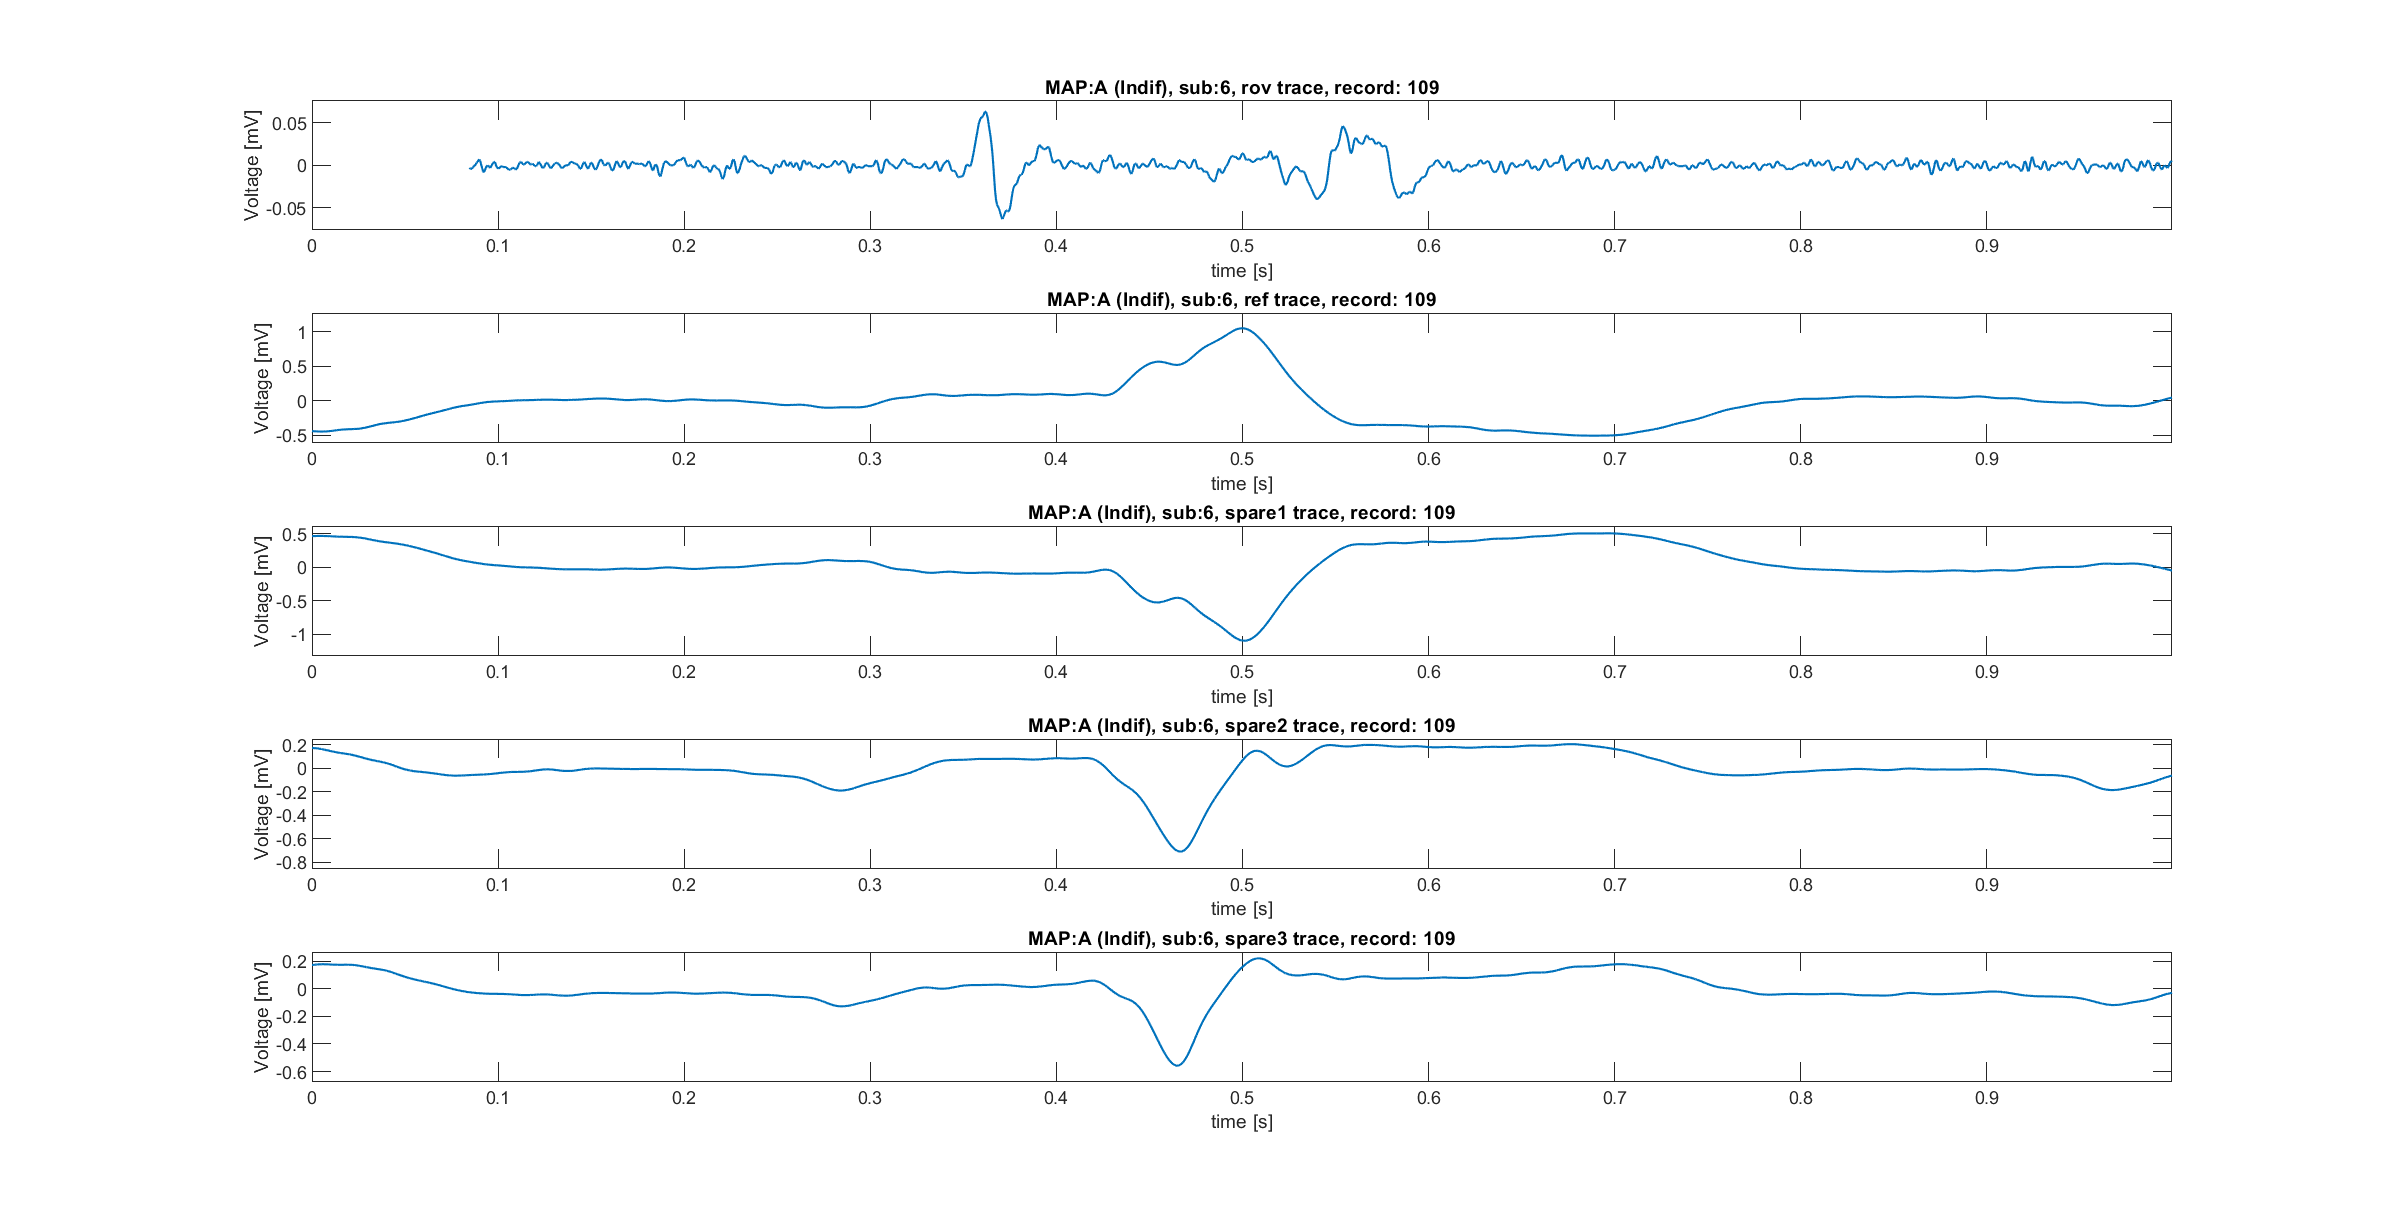 MAP:A (Indif), sub:6, rov trace, record: 109
Voltage [mV]
0.05
0
-0.05
0 0.1 0.2 0.3 0.4 0.5 0.6 0.7 0.8 0.9
time [s]
MAP:A (Indif), sub:6, ref trace, record: 109
Voltage [mV]
1
0.5
0
-0.5
0 0.1 0.2 0.3 0.4 0.5 0.6 0.7 0.8 0.9
time [s]
MAP:A (Indif), sub:6, spare1 trace, record: 109
Voltage [mV]
0.5
0
-0.5
-1
0 0.1 0.2 0.3 0.4 0.5 0.6 0.7 0.8 0.9
time [s]
MAP:A (Indif), sub:6, spare2 trace, record: 109
Voltage [mV]
0.2
0
-0.2
-0.4
-0.6
-0.8
0 0.1 0.2 0.3 0.4 0.5 0.6 0.7 0.8 0.9
time [s]
MAP:A (Indif), sub:6, spare3 trace, record: 109
Voltage [mV]
0.2
0
-0.2
-0.4
-0.6
0 0.1 0.2 0.3 0.4 0.5 0.6 0.7 0.8 0.9
time [s]